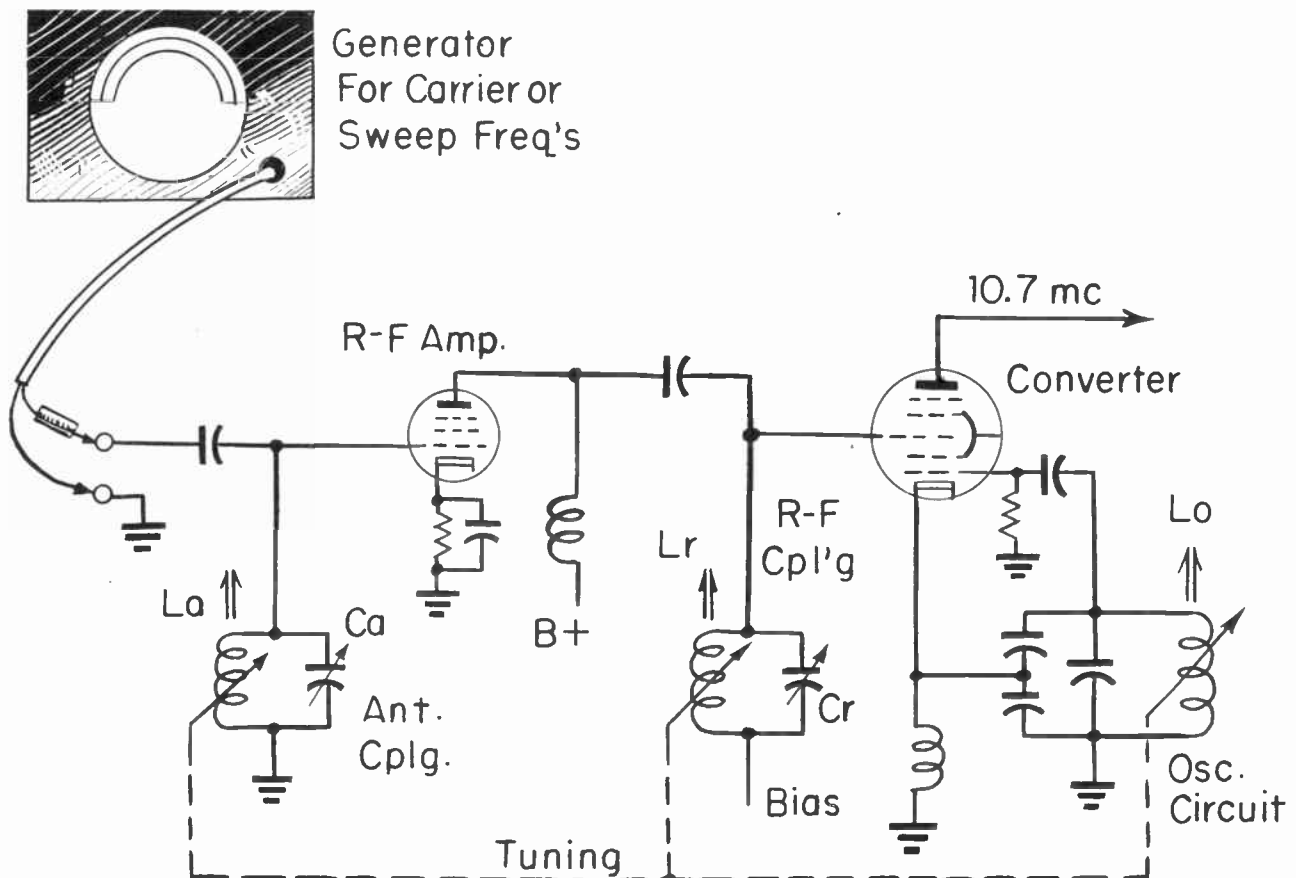 Generator
For Carrier or
Sweep Freq's
10.7 mc
R-F Amp.
Converter
R-F
Cpl'g
Lr
Lo
La
Ca
B+
Ant.
Cplg.
Cr
Bias
Osc.
Circuit
Tuning